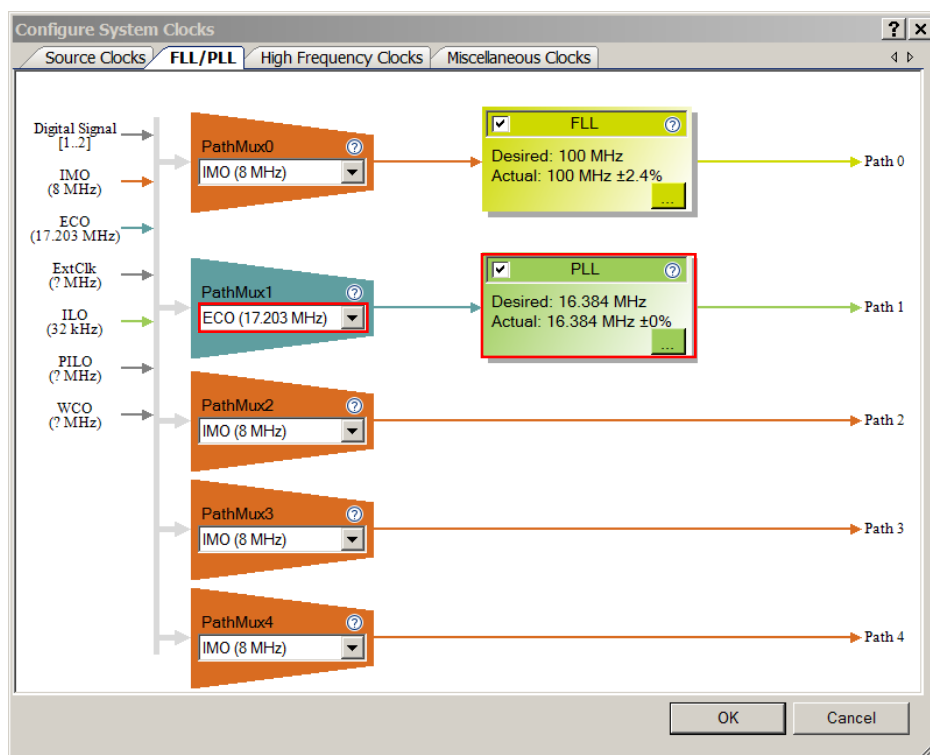 Configure System Clocks
Source Clocks FLL/PLL High Frequency Clocks Miscellaneous Clocks
Digital Signal
[1..2]
IMO
(8 MHz)
ECO
(17.203 MHz)
ExtClk
(? MHz)
ILO
(32 kHz)
PILO
(? MHz)
WCO
(? MHz)
PathMux0
IMO (8 MHz)
FLL
Desired: 100 MHz
Actual: 100 MHz ±2.4%
...
Path 0
PathMux1
ECO (17.203 MHz)
PLL
Desired: 16.384 MHz
Actual: 16.384 MHz ±0%
...
Path 1
PathMux2
IMO (8 MHz)
Path 2
PathMux3
IMO (8 MHz)
Path 3
PathMux4
IMO (8 MHz)
Path 4
OK Cancel